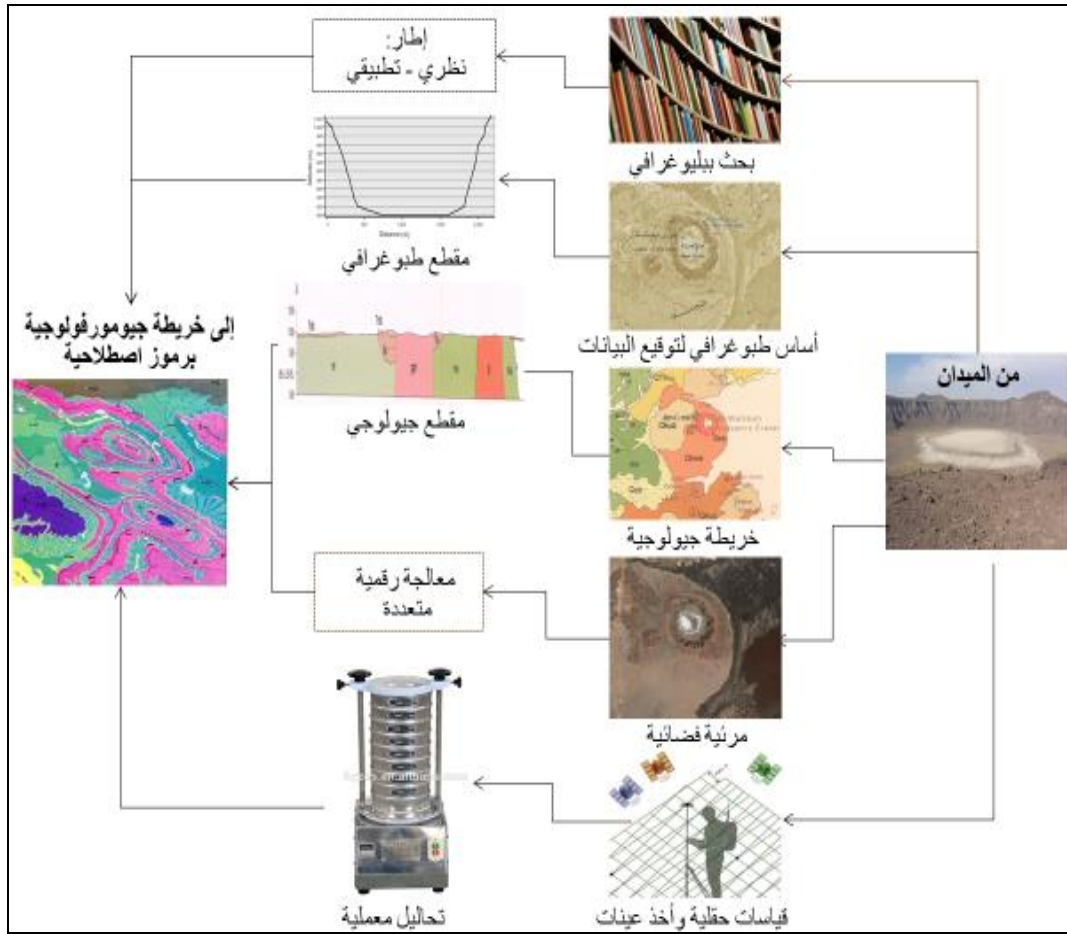 من الميدان
بحث ببليوغرافي
أساس طبوغرافي لتوقيع البيانات
خريطة جيولوجية
مرئية فضائية
قياسات حقلية وأخذ عينات
إطار:
نظري - تطبيقي
مقطع طبوغرافي
مقطع جيولوجي
معالجة رقمية
متعددة
تحاليل معملية
إلى خريطة جيومورفولوجية
برموز اصطلاحية